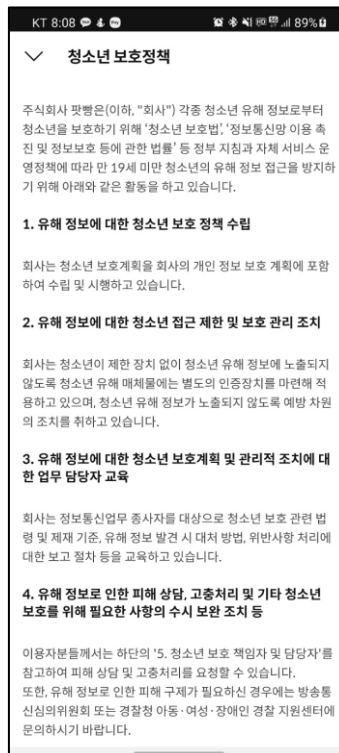 KT 8:08
89%
청소년 보호정책
주식회사 팟빵은(이하, "회사") 각종 청소년 유해 정보로부터
청소년을 보호하기 위해 '청소년 보호법', '정보통신망 이용 촉
진 및 정보보호 등에 관한 법률' 등 정부 지침과 자체 서비스 운
영정책에 따라 만 19세 미만 청소년의 유해 정보 접근을 방지하
기 위해 아래와 같은 활동을 하고 있습니다.
1. 유해 정보에 대한 청소년 보호 정책 수립
회사는 청소년 보호계획을 회사의 개인 정보 보호 계획에 포함
하여 수립 및 시행하고 있습니다.
2. 유해 정보에 대한 청소년 접근 제한 및 보호 관리 조치
회사는 청소년이 제한 장치 없이 청소년 유해 정보에 노출되지
않도록 청소년 유해 매체물에는 별도의 인증장치를 마련해 적
용하고 있으며, 청소년 유해 정보가 노출되지 않도록 예방 차원
의 조치를 취하고 있습니다.
3. 유해 정보에 대한 청소년 보호계획 및 관리적 조치에 대
한 업무 담당자 교육
회사는 정보통신업무 종사자를 대상으로 청소년 보호 관련 법
령 및 제재 기준, 유해 정보 발견 시 대처 방법, 위반사항 처리에
대한 보고 절차 등을 교육하고 있습니다.
4. 유해 정보로 인한 피해 상담, 고충처리 및 기타 청소년
보호를 위해 필요한 사항의 수시 보완 조치 등
이용자분들께서는 하단의 '5. 청소년 보호 책임자 및 담당자'를
참고하여 피해 상담 및 고충처리를 요청할 수 있습니다.
또한, 유해 정보로 인한 피해 구제가 필요하신 경우에는 방송통
신심의위원회 또는 경찰청 아동·여성·장애인 경찰 지원센터에
문의하시기 바랍니다.